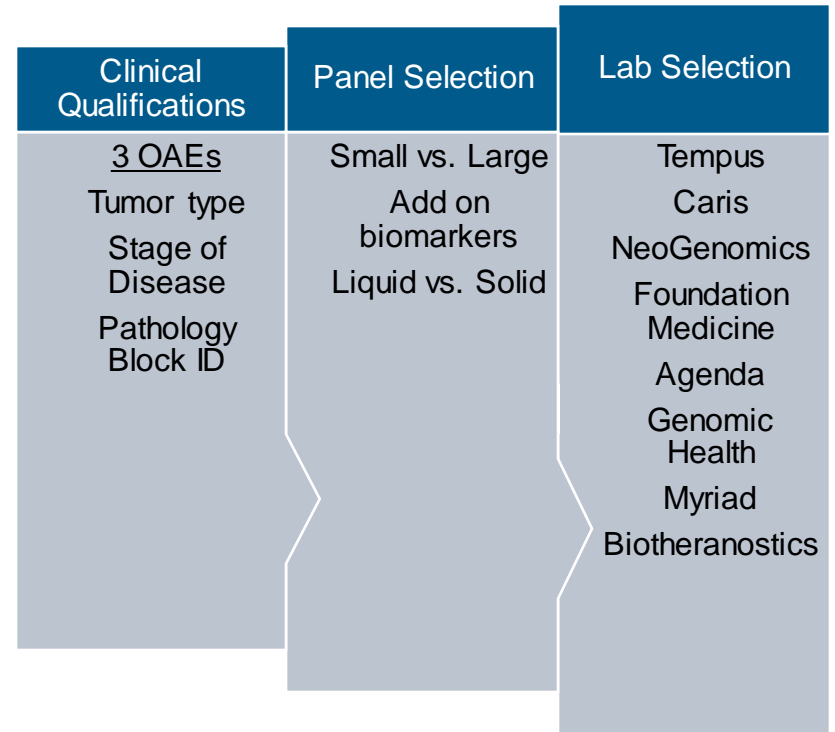 Clinical
Qualifications
3 OAEs
Tumor type
Stage of
Disease
Pathology
Block ID
Panel Selection
Small vs. Large
Add on
biomarkers
Liquid vs. Solid
Lab Selection
Tempus
Caris
NeoGenomics
Foundation
Medicine
Agenda
Genomic
Health
Myriad
Biotheranostics